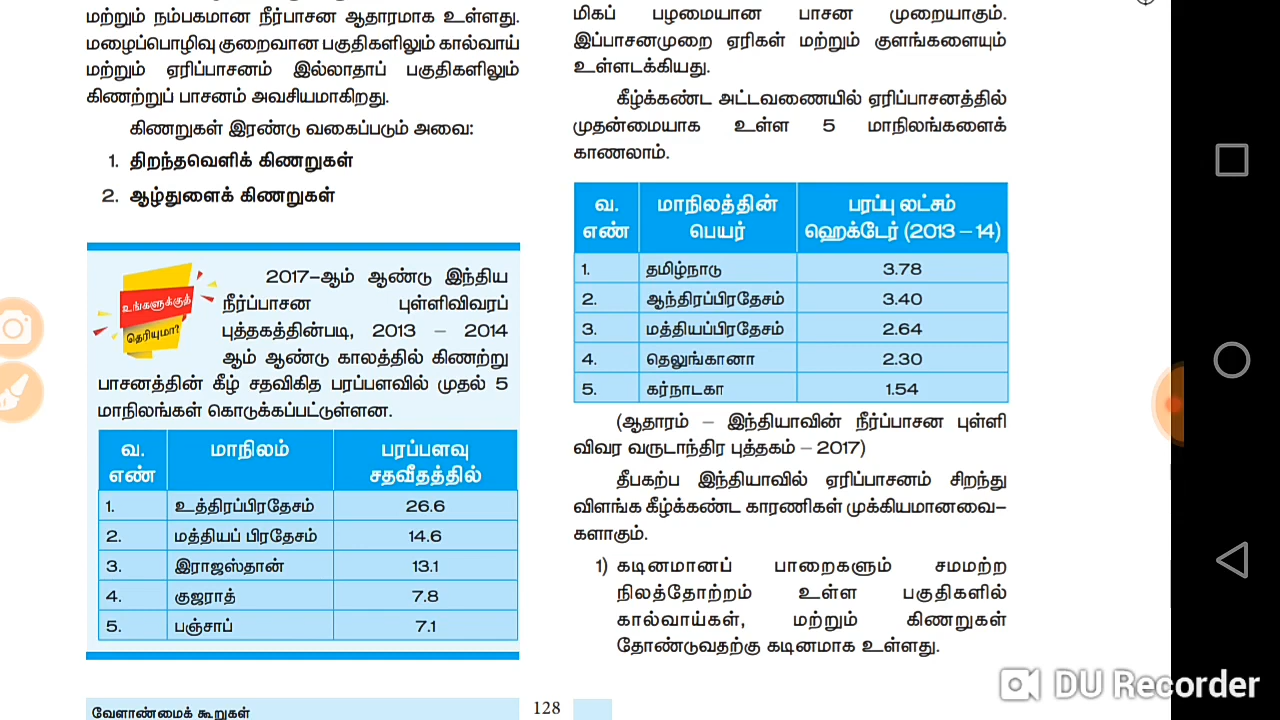 மற்றும் நம்பகமான நீர்பாசன ஆதாரமாக உள்ளது.
மழைப்பொழிவு குறைவான பகுதிகளிலும் கால்வாய்
மற்றும் ஏரிப்பாசனம் இல்லாதாப் பகுதிகளிலும்
கிணற்றுப் பாசனம் அவசியமாகிறது.
கிணறுகள் இரண்டு வகைப்படும் அவை:
1. திறந்தவெளிக் கிணறுகள்
2. ஆழ்துளைக் கிணறுகள்
உங்களுக்குத்
தெரியுமா?
2017–ஆம் ஆண்டு இந்திய
நீர்ப்பாசன புள்ளிவிவரப்
புத்தகத்தின்படி, 2013 – 2014
ஆம் ஆண்டு காலத்தில் கிணற்று
பாசனத்தின் கீழ் சதவிகித பரப்பளவில் முதல் 5
மாநிலங்கள் கொடுக்கப்பட்டுள்ளன.
வ. எண் மாநிலம் பரப்பளவு சதவீதத்தில்
1. உத்திரப்பிரதேசம் 26.6
2. மத்தியப் பிரதேசம் 14.6
3. இராஜஸ்தான் 13.1
4. குஜராத் 7.8
5. பஞ்சாப் 7.1
மிகப் பழமையான பாசன முறையாகும்.
இப்பாசனமுறை ஏரிகள் மற்றும் குளங்களையும்
உள்ளடக்கியது.
கீழ்க்கண்ட அட்டவணையில் ஏரிப்பாசனத்தில்
முதன்மையாக உள்ள 5 மாநிலங்களைக்
காணலாம்.
வ. எண் மாநிலத்தின் பெயர் பரப்பு லட்சம் ஹெக்டேர் (2013 – 14)
1. தமிழ்நாடு 3.78
2. ஆந்திரப்பிரதேசம் 3.40
3. மத்தியப்பிரதேசம் 2.64
4. தெலுங்கானா 2.30
5. கர்நாடகா 1.54
(ஆதாரம் – இந்தியாவின் நீர்ப்பாசன புள்ளி
விவர வருடாந்திர புத்தகம் – 2017)
தீபகற்ப இந்தியாவில் ஏரிப்பாசனம் சிறந்து
விளங்க கீழ்க்கண்ட காரணிகள் முக்கியமானவை–
களாகும்.
1) கடினமானப் பாறைகளும் சமமற்ற
நிலத்தோற்றம் உள்ள பகுதிகளில்
கால்வாய்கள், மற்றும் கிணறுகள்
தோண்டுவதற்கு கடினமாக உள்ளது.
வேளாண்மைக் கூறுகள்
128
DU Recorder